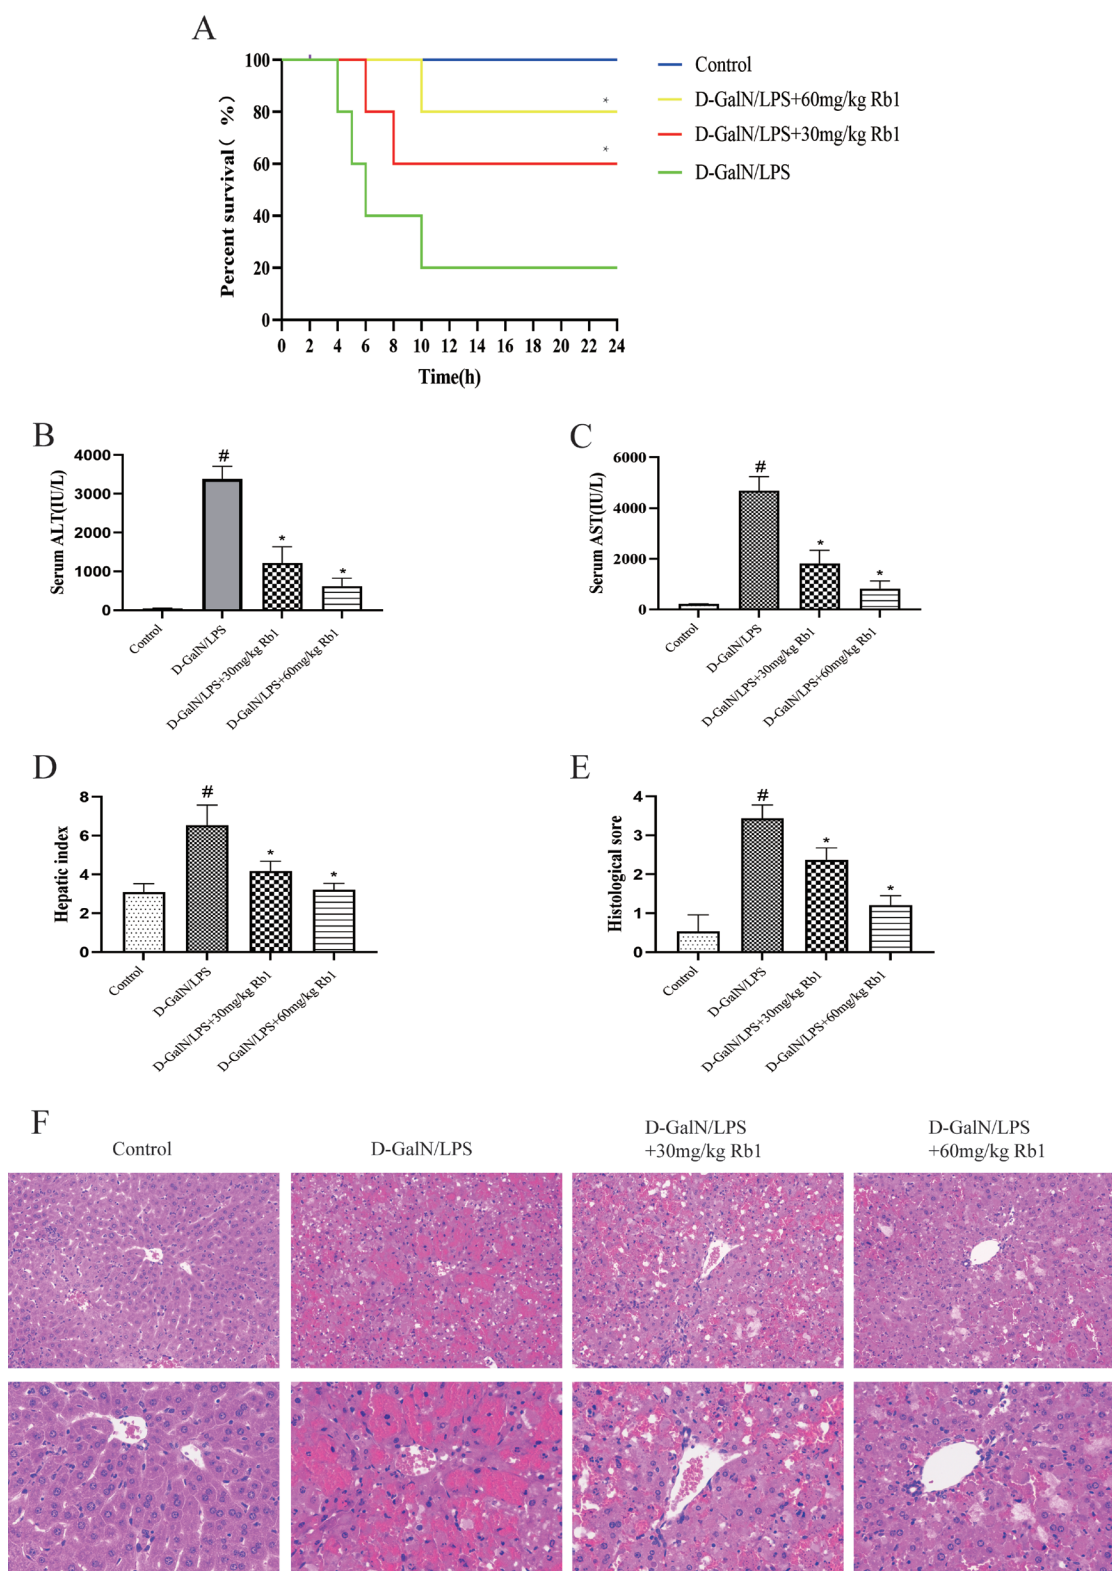 A
100
80
60
40
20
0
Percent survival( %)
0 2 4 6 8 10 12 14 16 18 20 22 24
Time(h)
*
*
Control
D-GalN/LPS+60mg/kg Rb1
D-GalN/LPS+30mg/kg Rb1
D-GalN/LPS
B
4000
3000
2000
1000
0
Serum ALT(IU/L)
#
*
*
Control
D-GalN/LPS
D-GalN/LPS+30mg/kg Rb1
D-GalN/LPS+60mg/kg Rb1
C
6000
4000
2000
0
Serum AST(IU/L)
#
*
*
Control
D-GalN/LPS
D-GalN/LPS+30mg/kg Rb1
D-GalN/LPS+60mg/kg Rb1
D
8
6
4
2
0
Hepatic index
#
*
*
Control
D-GalN/LPS
D-GalN/LPS+30mg/kg Rb1
D-GalN/LPS+60mg/kg Rb1
E
4
3
2
1
0
Histological sore
#
*
*
Control
D-GalN/LPS
D-GalN/LPS+30mg/kg Rb1
D-GalN/LPS+60mg/kg Rb1
F
Control
D-GalN/LPS
D-GalN/LPS
+30mg/kg Rb1
D-GalN/LPS
+60mg/kg Rb1